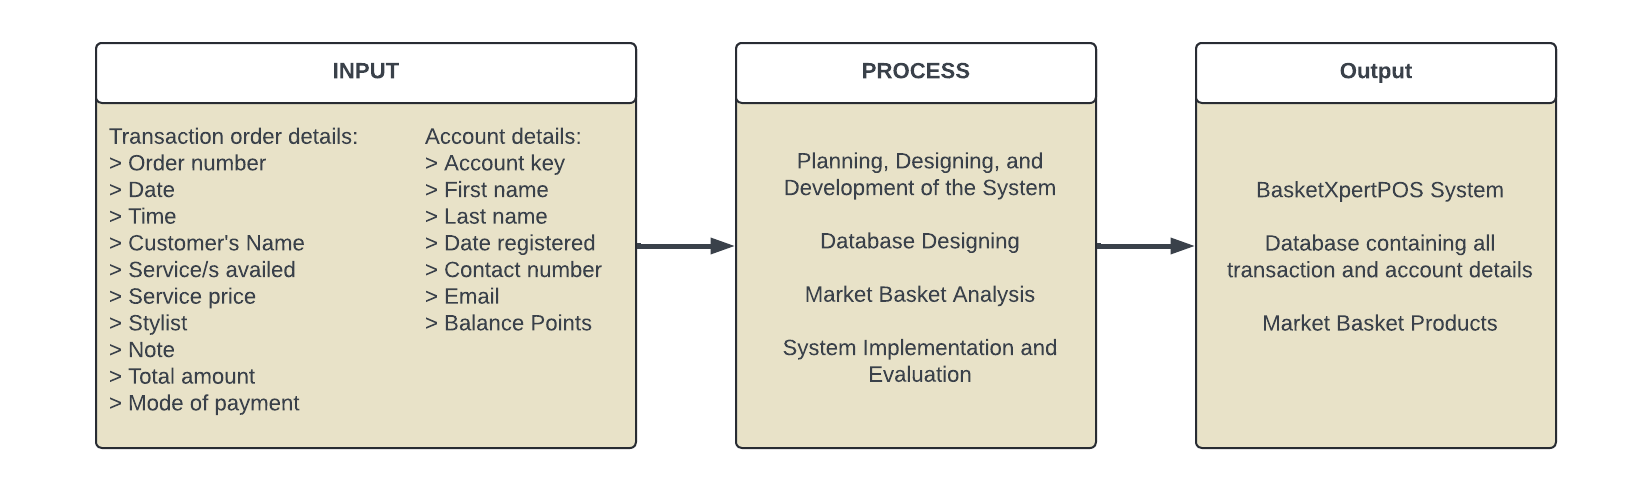 INPUT
Transaction order details:
> Order number
> Date
> Time
> Customer's Name
> Service/s availed
> Service price
> Stylist
> Note
> Total amount
> Mode of payment
Account details:
> Account key
> First name
> Last name
> Date registered
> Contact number
> Email
> Balance Points
PROCESS
Planning, Designing, and
Development of the System
Database Designing
Market Basket Analysis
System Implementation and
Evaluation
Output
BasketXpertPOS System
Database containing all
transaction and account details
Market Basket Products